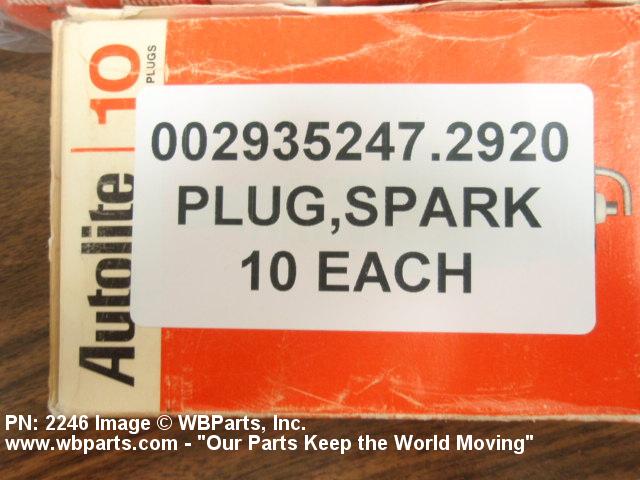 Autolite | 10
PLUGS
002935247.2920
PLUG,SPARK
10 EACH
PN: 2246 Image © WBParts, Inc.
www.wbparts.com - "Our Parts Keep the World Moving"